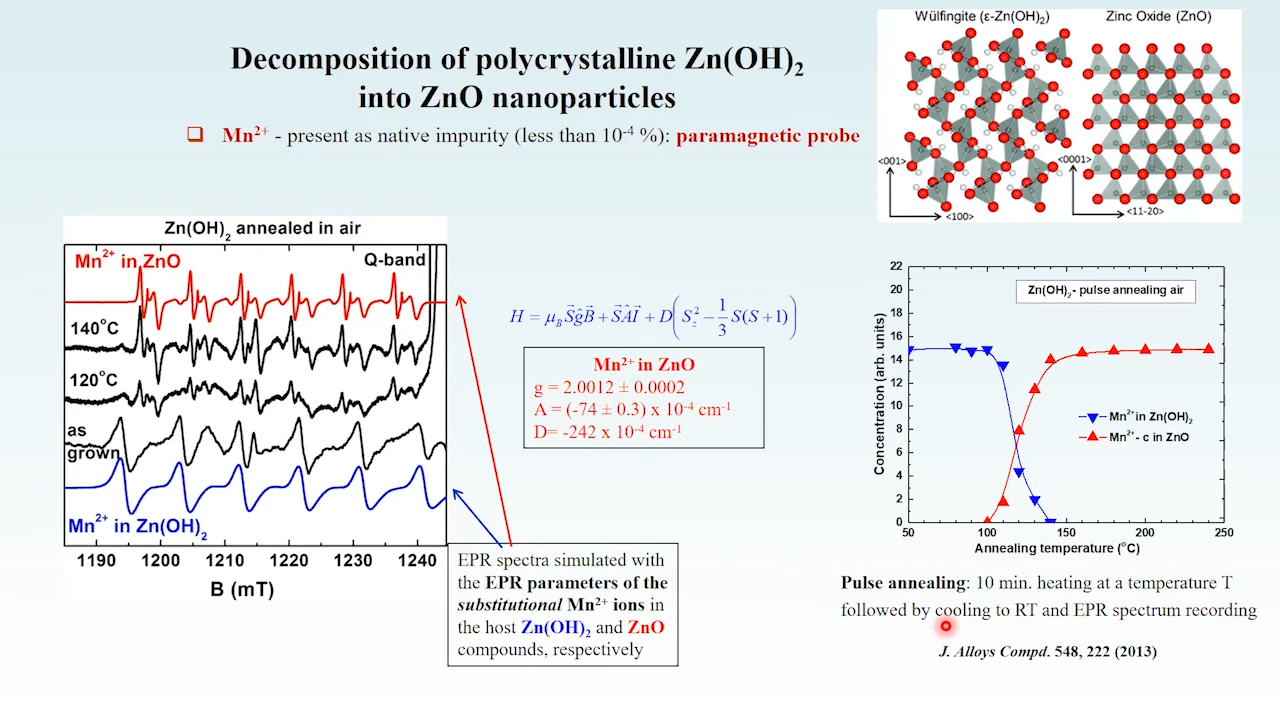 Decomposition of polycrystalline Zn(OH)₂
into ZnO nanoparticles
❑ Mn²⁺ - present as native impurity (less than 10⁻⁴ %): paramagnetic probe
Wülfingite (ε-Zn(OH)₂)
Zinc Oxide (ZnO)
<001>
<100>
<0001>
<11-20>
Zn(OH)₂ annealed in air
Mn²⁺ in ZnO
Q-band
140°C
120°C
as
grown
Mn²⁺ in Zn(OH)₂
1190 1200 1210 1220 1230 1240
B (mT)
H = μ_B S⃗gB⃗ + S⃗ÂI⃗ + D(S_z² − 1/3 S(S + 1))
Mn²⁺ in ZnO
g = 2.0012 ± 0.0002
A = (-74 ± 0.3) x 10⁻⁴ cm⁻¹
D= -242 x 10⁻⁴ cm⁻¹
EPR spectra simulated with
the EPR parameters of the
substitutional Mn²⁺ ions in
the host Zn(OH)₂ and ZnO
compounds, respectively
22
20
18
16
14
12
10
8
6
4
2
0
Concentration (arb. units)
Zn(OH)₂- pulse annealing air
Mn²⁺in Zn(OH)₂
Mn²⁺- c in ZnO
50 100 150 200 250
Annealing temperature (°C)
Pulse annealing: 10 min. heating at a temperature T
followed by cooling to RT and EPR spectrum recording
J. Alloys Compd. 548, 222 (2013)